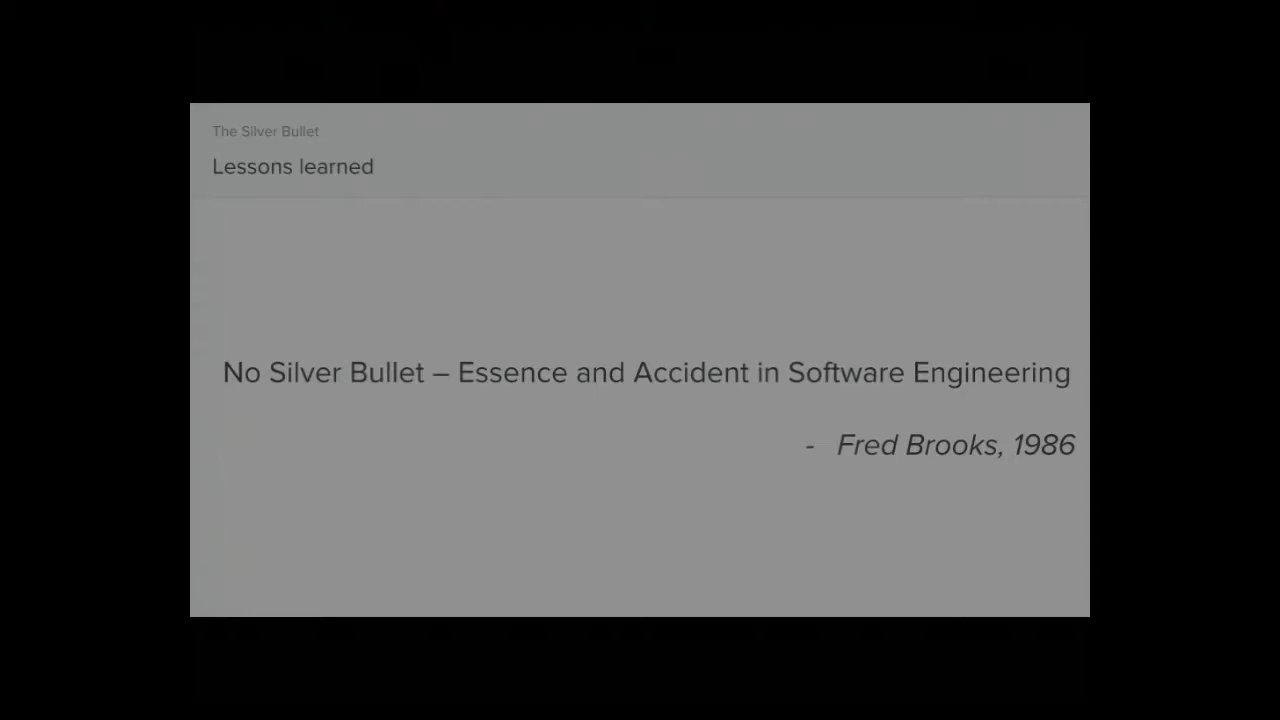 The Silver Bullet
Lessons learned
No Silver Bullet – Essence and Accident in Software Engineering
- Fred Brooks, 1986